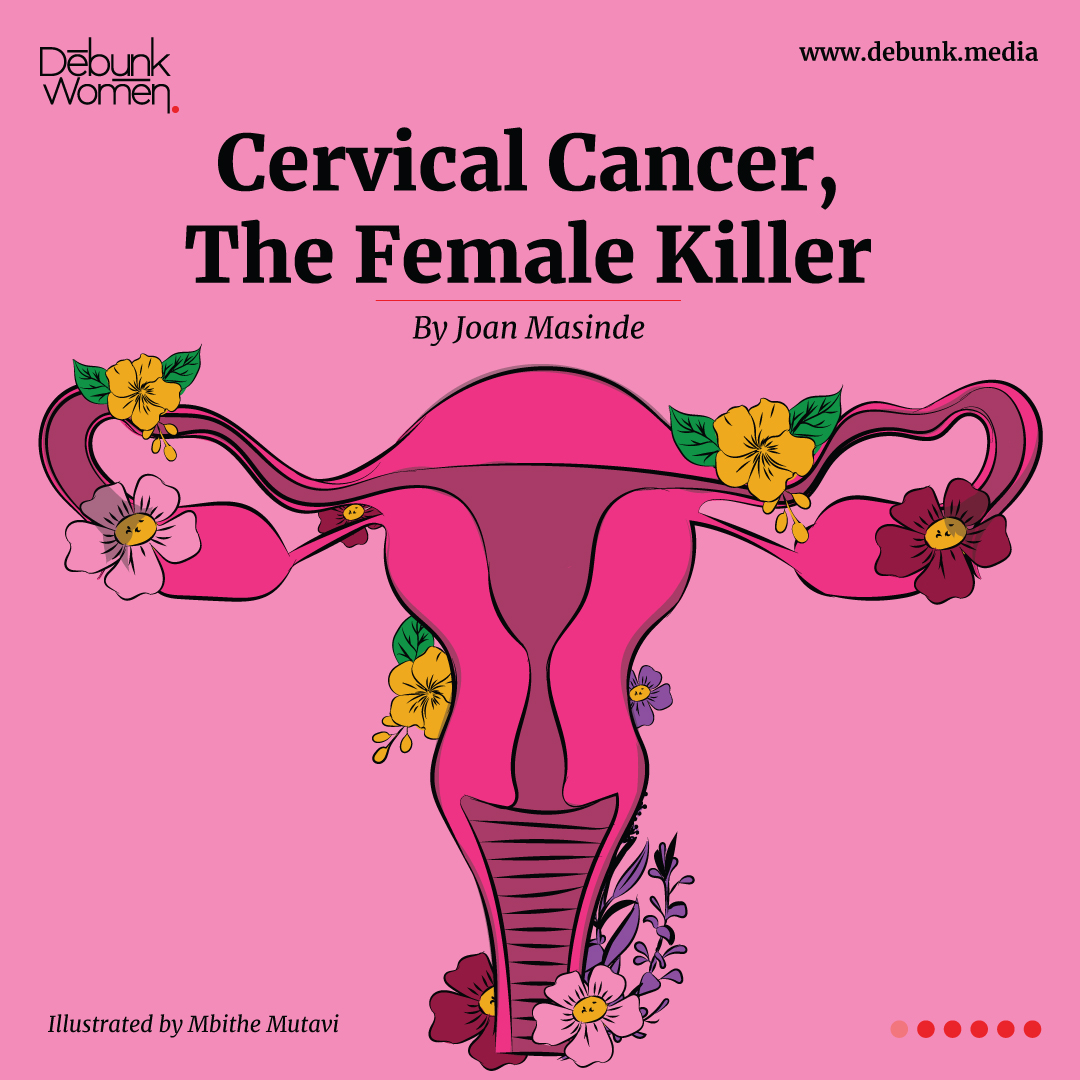 Dēbunk
Women.
www.debunk.media
Cervical Cancer,
The Female Killer
By Joan Masinde
Illustrated by Mbithe Mutavi